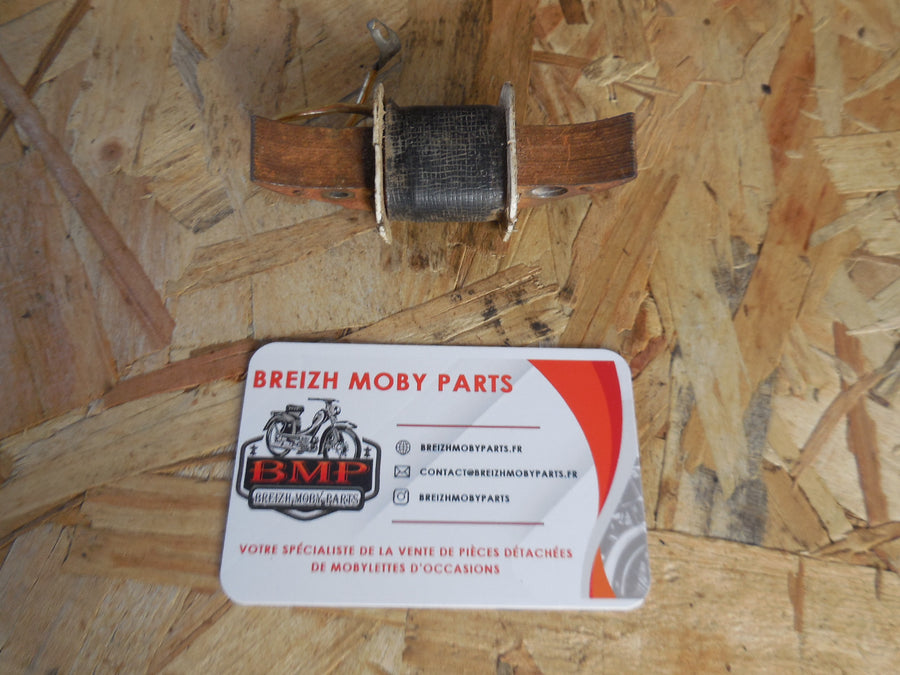 BREIZH MOBY PARTS
BMP
BREIZH MOBY PARTS
BREIZHMOBYPARTS.FR
CONTACT@BREIZHMOBYPARTS.FR
BREIZHMOBYPARTS
VOTRE SPÉCIALISTE DE LA VENTE DE PIÈCES DÉTACHÉES
DE MOBYLETTES D'OCCASIONS